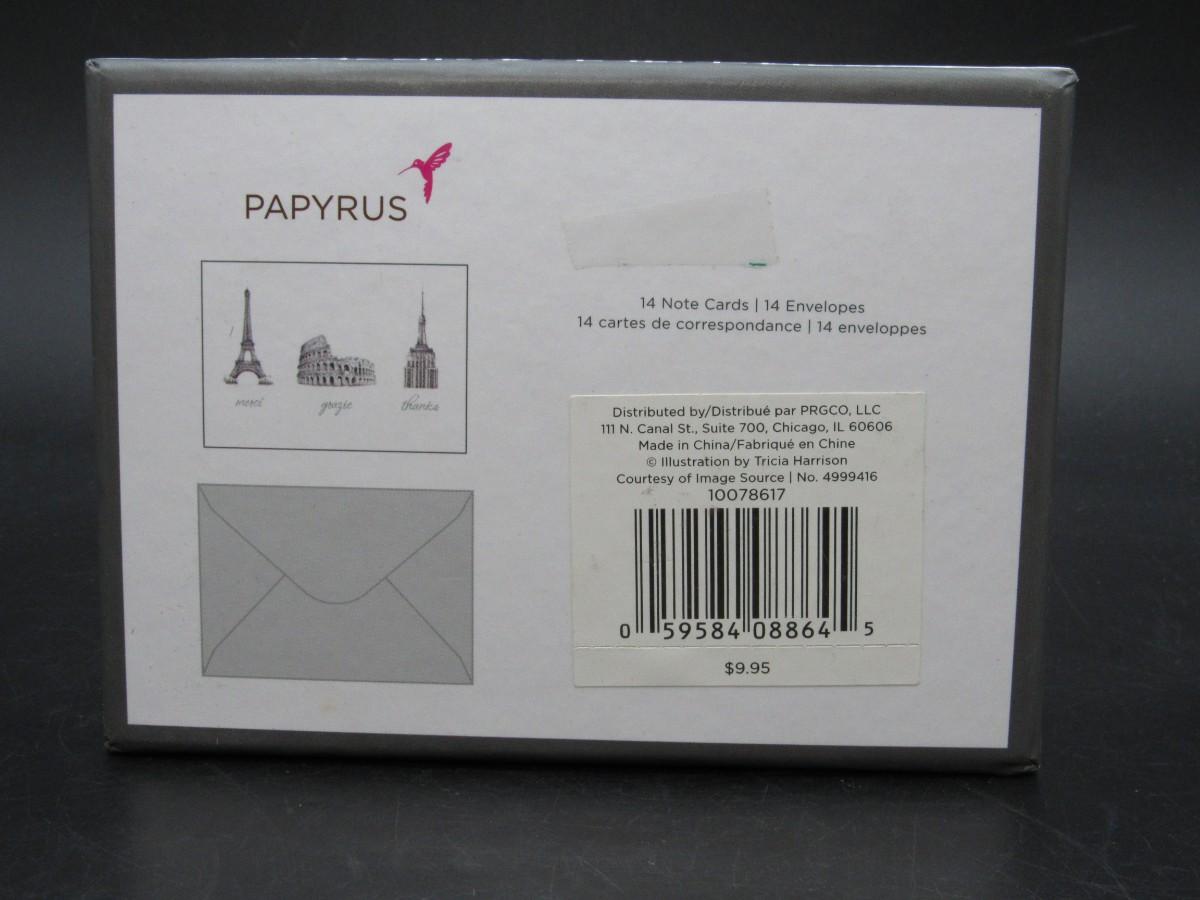 PAPYRUS
merci grazie thanks
14 Note Cards | 14 Envelopes
14 cartes de correspondance | 14 enveloppes
Distributed by/Distribué par PRGCO, LLC
111 N. Canal St., Suite 700, Chicago, IL 60606
Made in China/Fabriqué en Chine
© Illustration by Tricia Harrison
Courtesy of Image Source | No. 4999416
10078617
0 59584 08864 5
$9.95